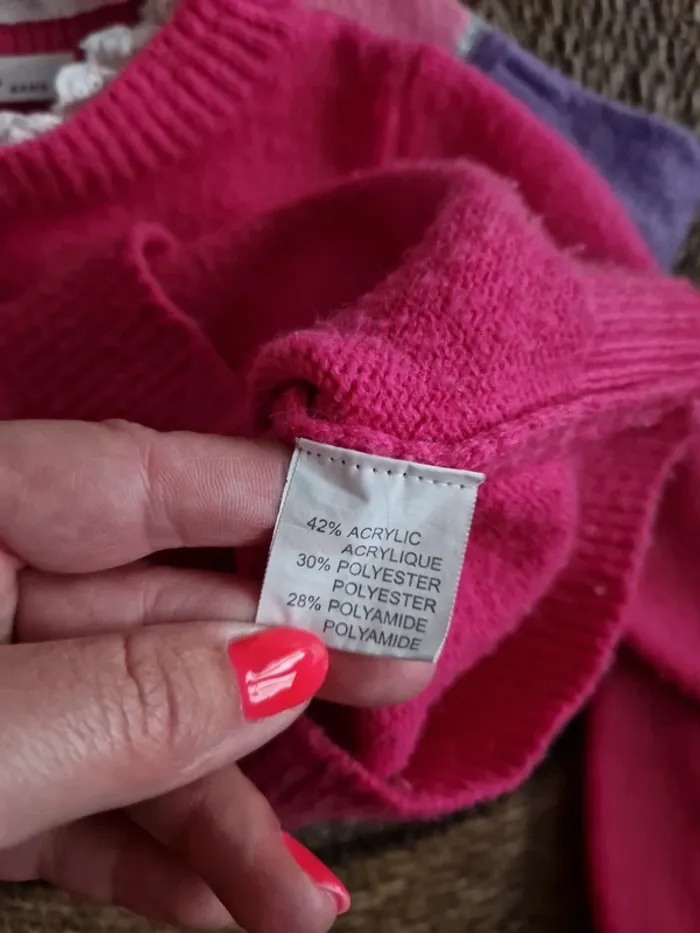 42% ACRYLIC
ACRYLIQUE
30% POLYESTER
POLYESTER
28% POLYAMIDE
POLYAMIDE